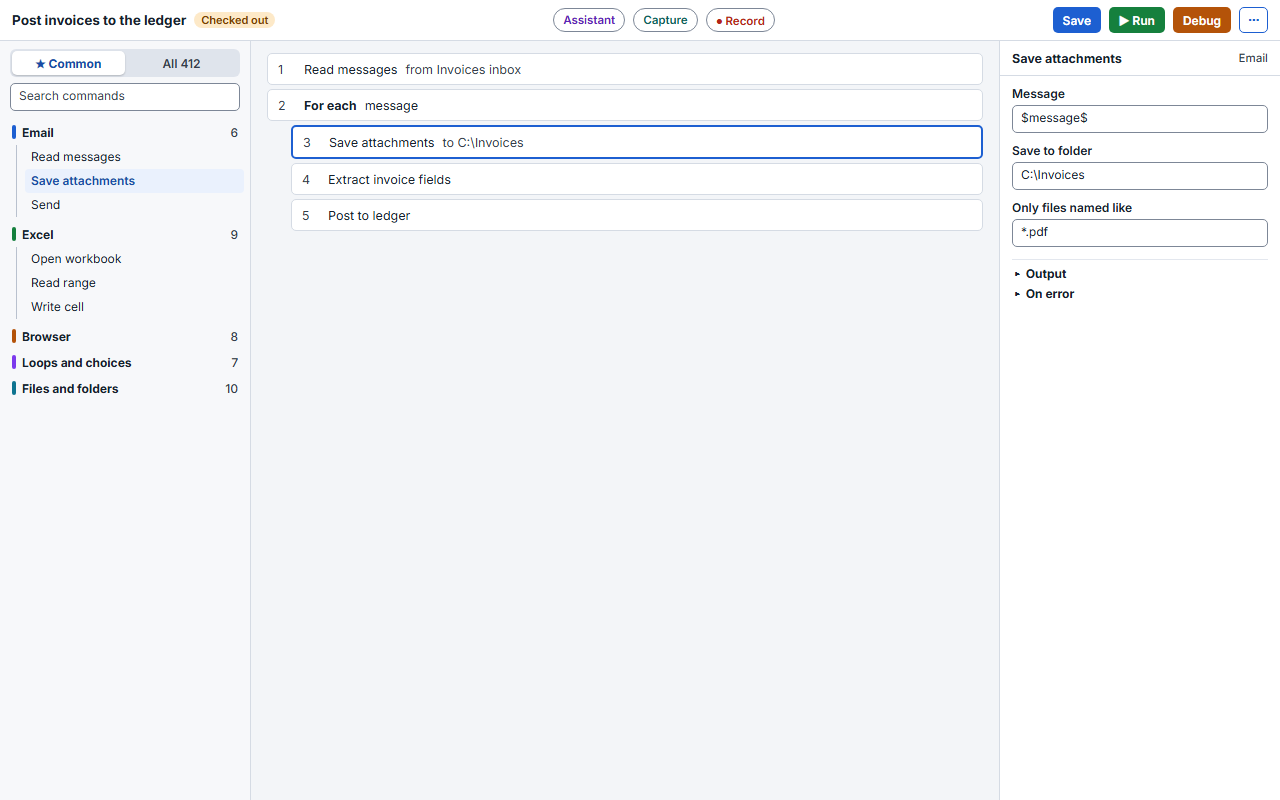 Post invoices to the ledger Checked out Assistant Capture ● Record Save ▶ Run Debug ···
★ Common All 412
Search commands
Email 6
Read messages
Save attachments
Send
Excel 9
Open workbook
Read range
Write cell
Browser 8
Loops and choices 7
Files and folders 10
1 Read messages from Invoices inbox
2 For each message
3 Save attachments to C:\Invoices
4 Extract invoice fields
5 Post to ledger
Save attachments Email
Message
$message$
Save to folder
C:\Invoices
Only files named like
*.pdf
▸ Output
▸ On error